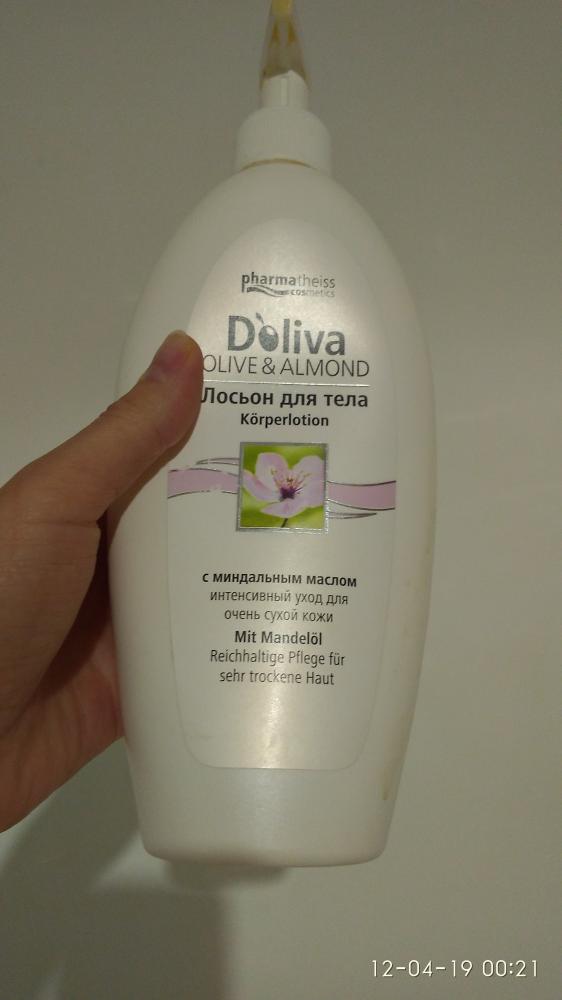 pharmatheiss
cosmetics
D'oliva
OLIVE & ALMOND
Лосьон для тела
Körperlotion
с миндальным маслом
интенсивный уход для
очень сухой кожи
Mit Mandelöl
Reichhaltige Pflege für
sehr trockene Haut
12-04-19 00:21